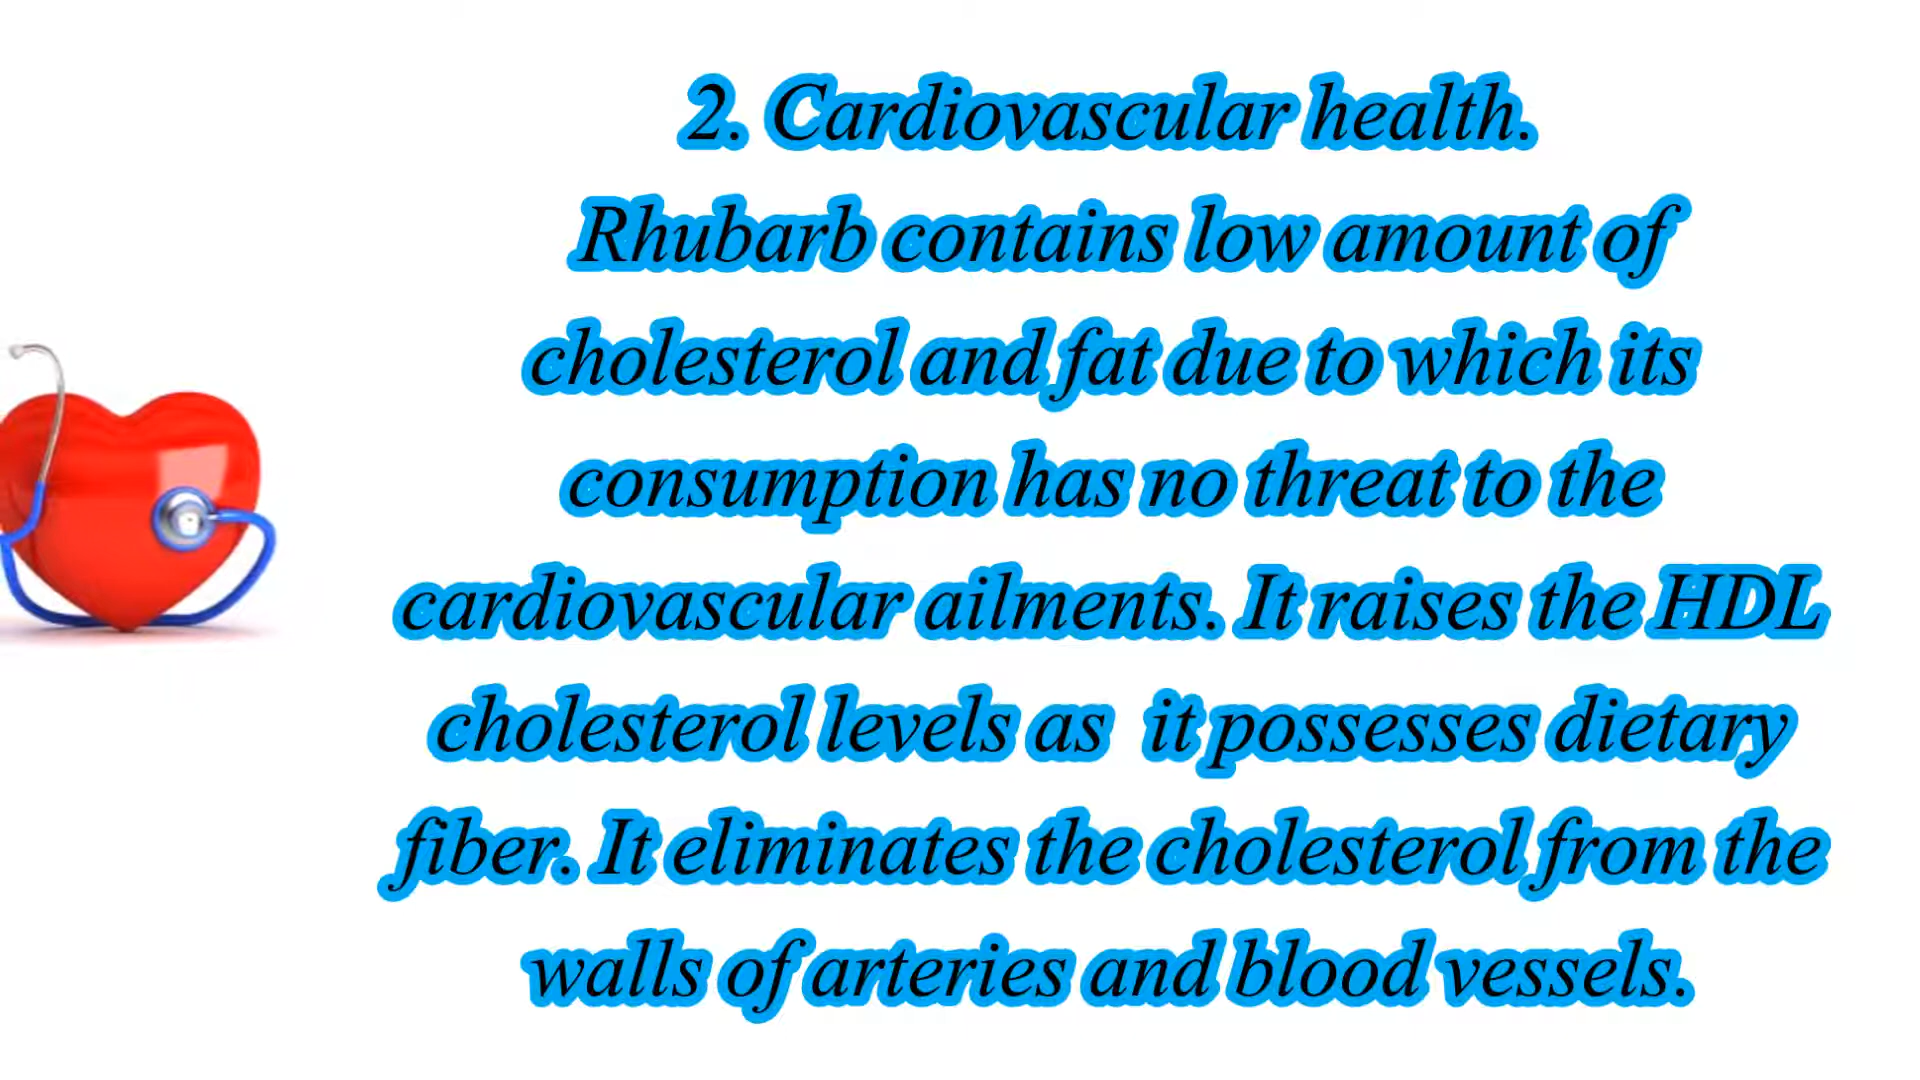 2. Cardiovascular health.
Rhubarb contains low amount of
cholesterol and fat due to which its
consumption has no threat to the
cardiovascular ailments. It raises the HDL
cholesterol levels as  it possesses dietary
fiber. It eliminates the cholesterol from the
walls of arteries and blood vessels.